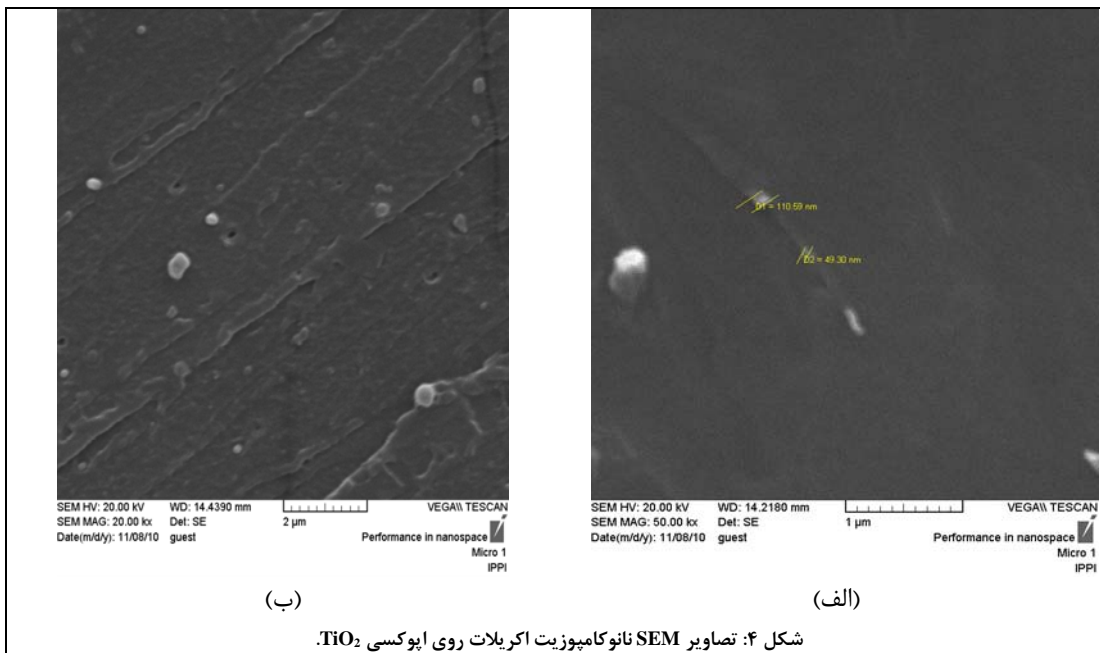 D1 = 110.59 nm
D2 = 49.30 nm
SEM HV: 20.00 kV WD: 14.4390 mm VEGA\\ TESCAN
SEM MAG: 20.00 kx Det: SE 2 µm
Date(m/d/y): 11/08/10 guest Performance in nanospace
Micro 1
IPPI
SEM HV: 20.00 kV WD: 14.2180 mm VEGA\\ TESCAN
SEM MAG: 50.00 kx Det: SE 1 µm
Date(m/d/y): 11/08/10 guest Performance in nanospace
Micro 1
IPPI
(الف)
(ب)
شکل ۴: تصاویر SEM نانوکامپوزیت اکریلات روی اپوکسی TiO₂.